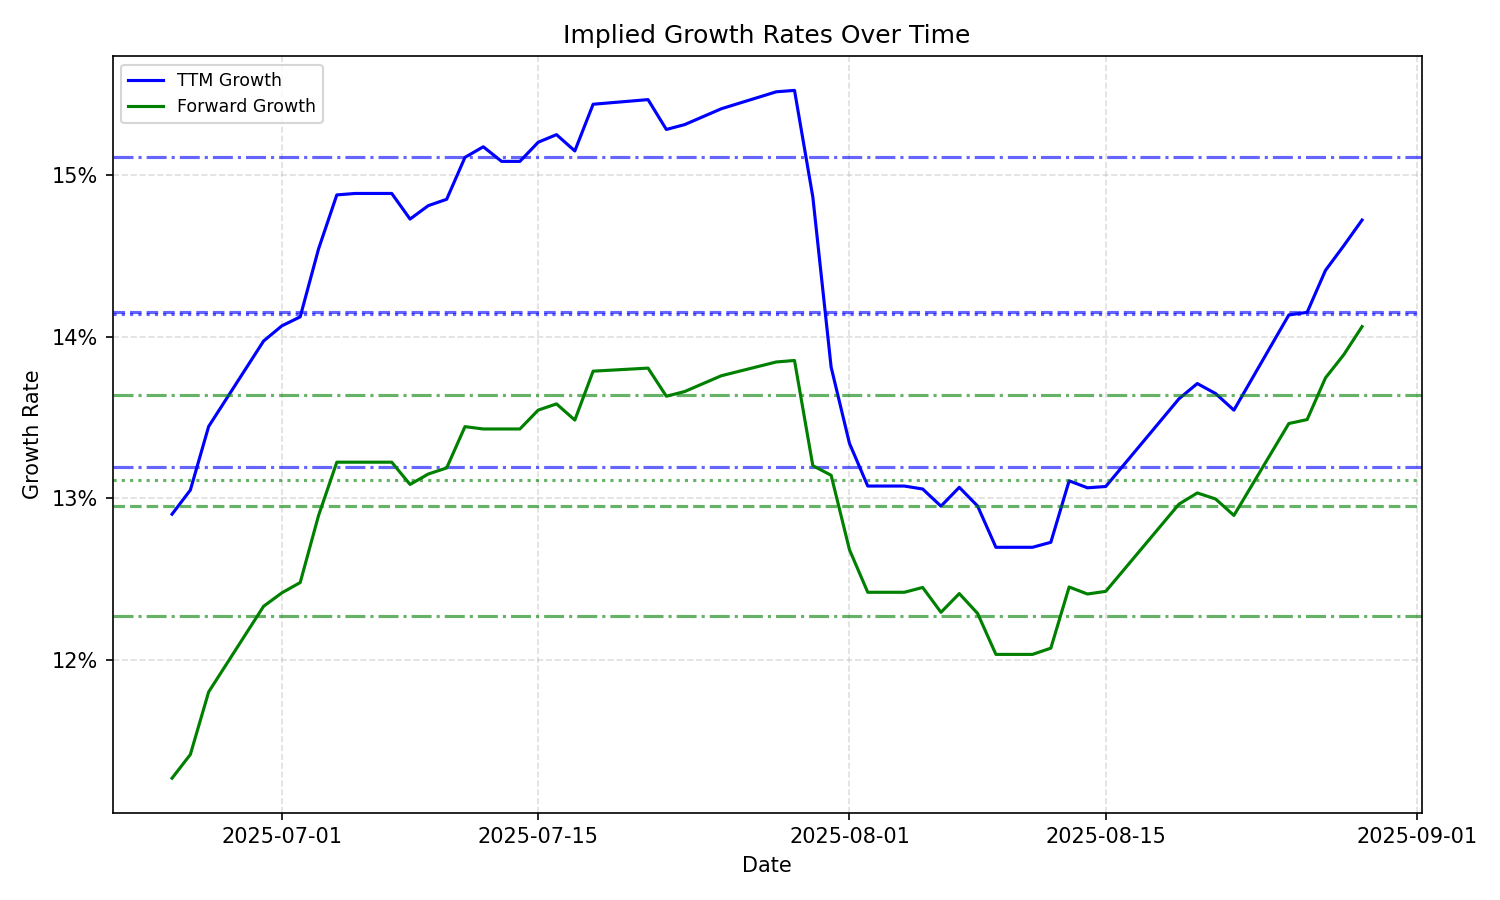 Implied Growth Rates Over Time
TTM Growth
Forward Growth
Growth Rate
15%
14%
13%
12%
2025-07-01
2025-07-15
2025-08-01
2025-08-15
2025-09-01
Date